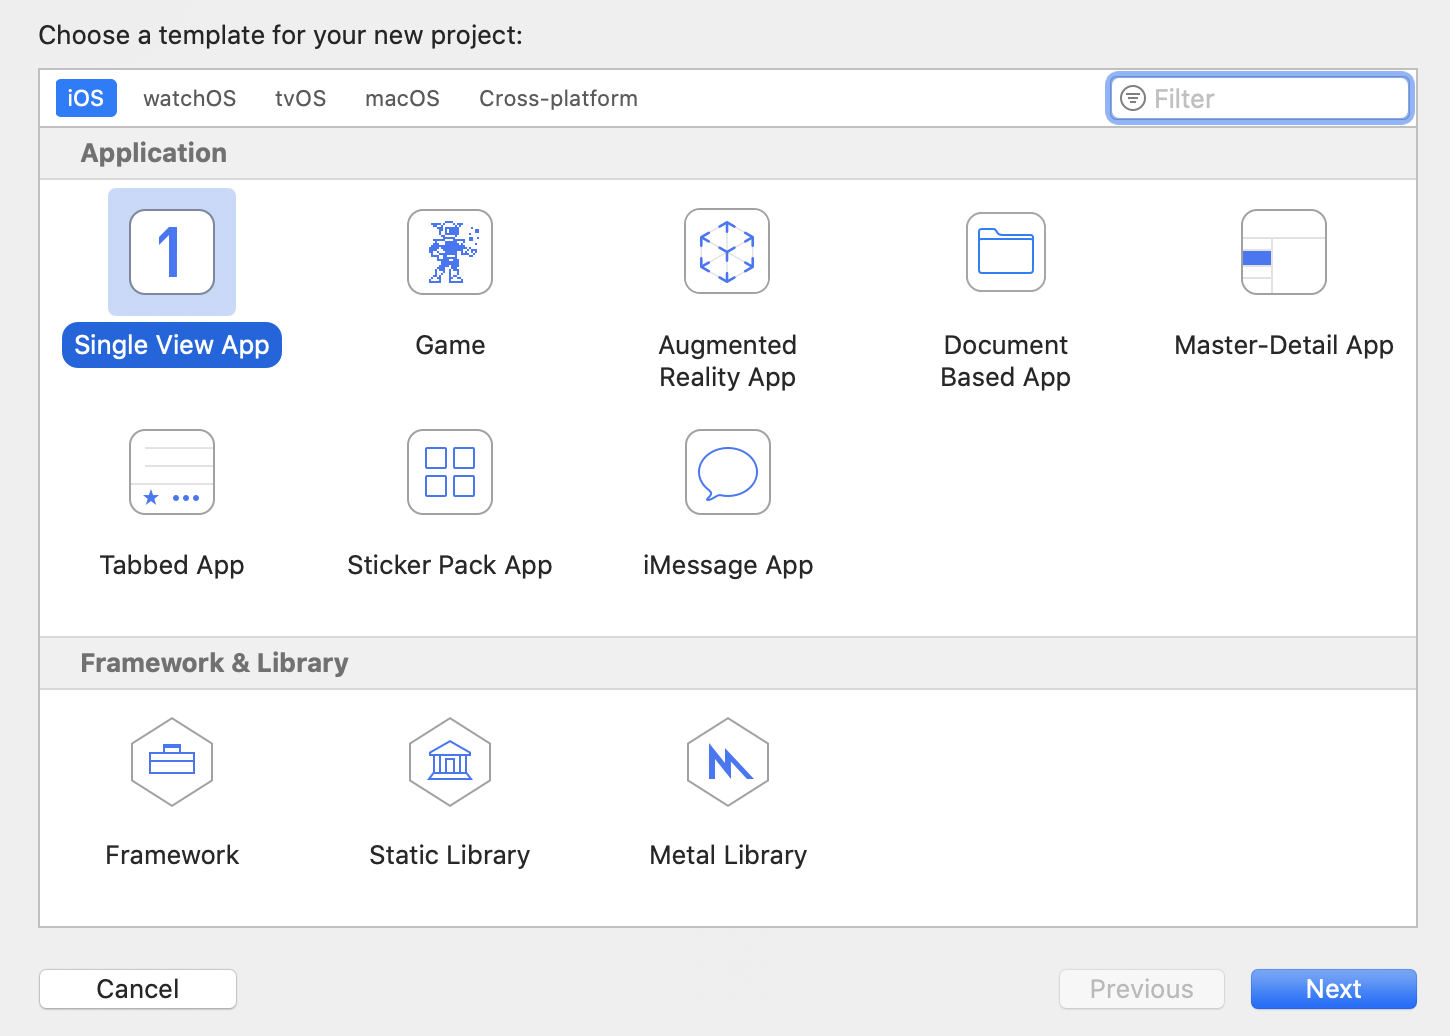 Choose a template for your new project:
iOS watchOS tvOS macOS Cross-platform Filter
Application
1
Single View App Game Augmented Document Master-Detail App
Reality App Based App
Tabbed App Sticker Pack App iMessage App
Framework & Library
Framework Static Library Metal Library
Cancel Previous Next